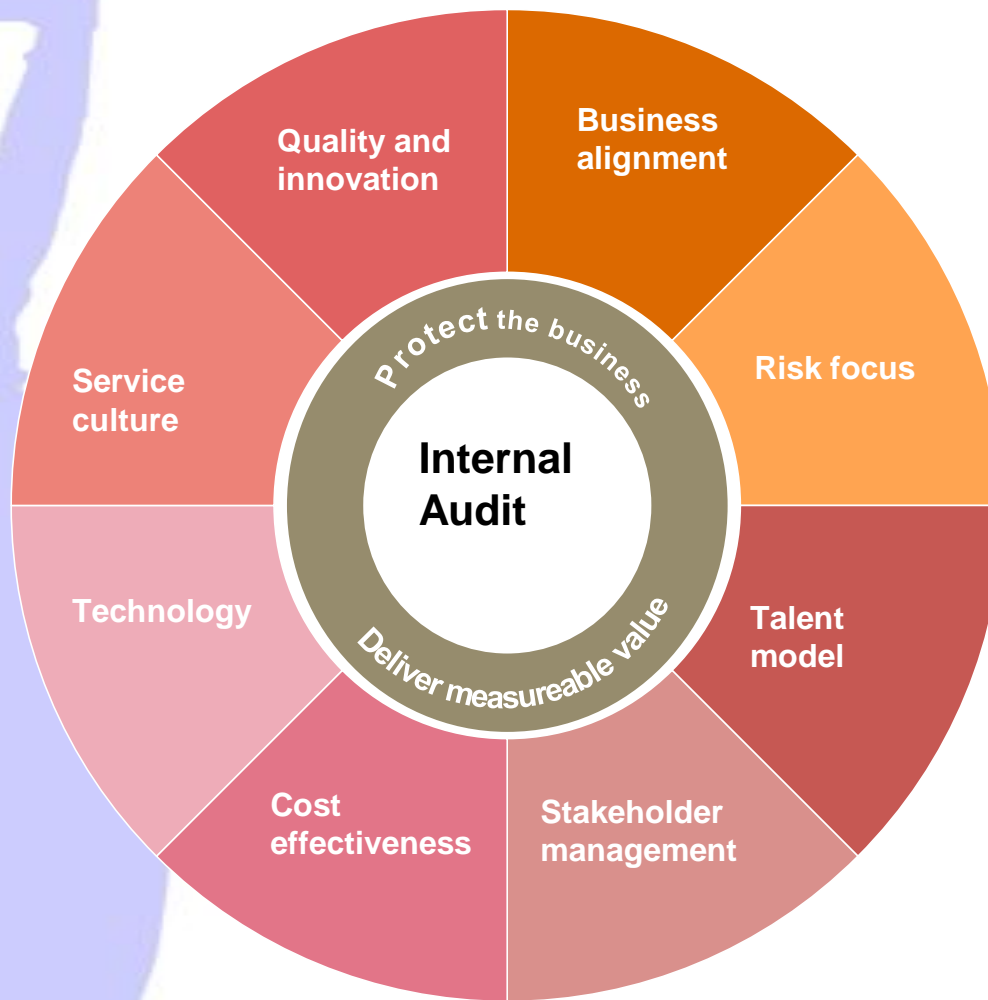 Quality and
innovation
Business
alignment
Risk focus
Talent
model
Stakeholder
management
Cost
effectiveness
Technology
Service
culture
Protect the business
Internal
Audit
Deliver measureable value